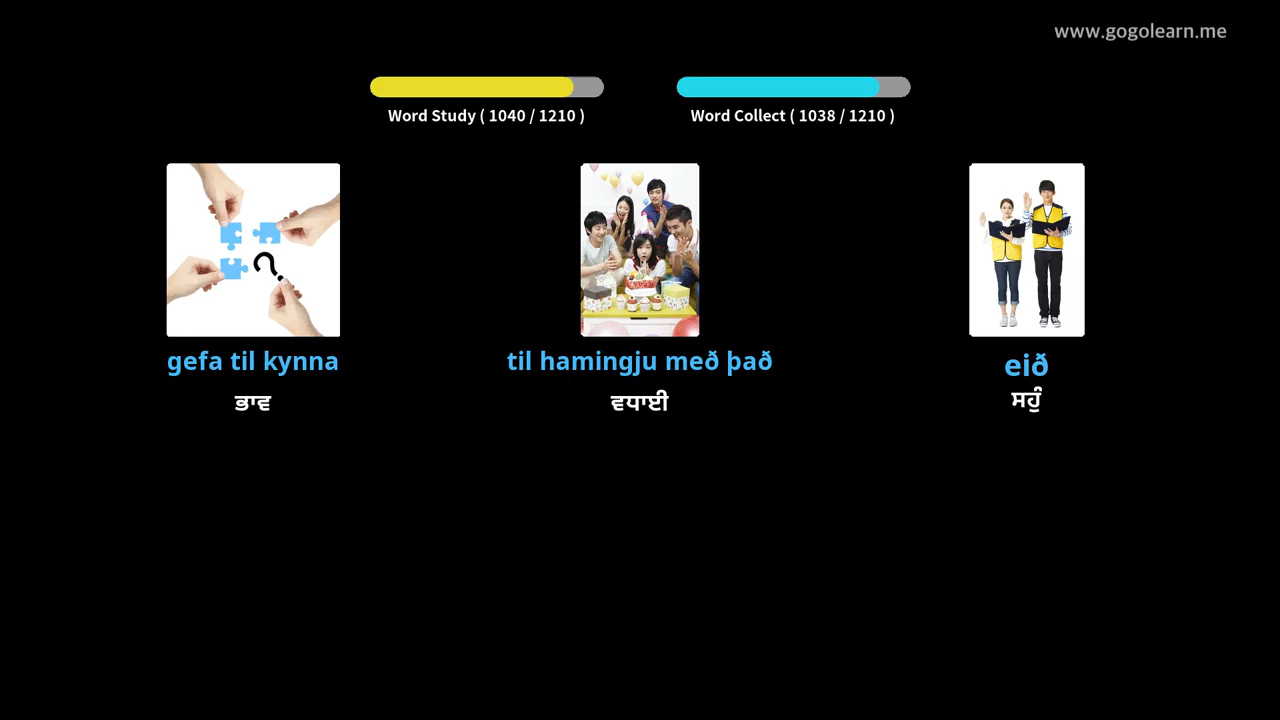 www.gogolearn.me
Word Study ( 1040 / 1210 )
Word Collect ( 1038 / 1210 )
gefa til kynna
til hamingju með það
eið
ਭਾਵ
ਵਧਾਈ
ਸਹੁੰ